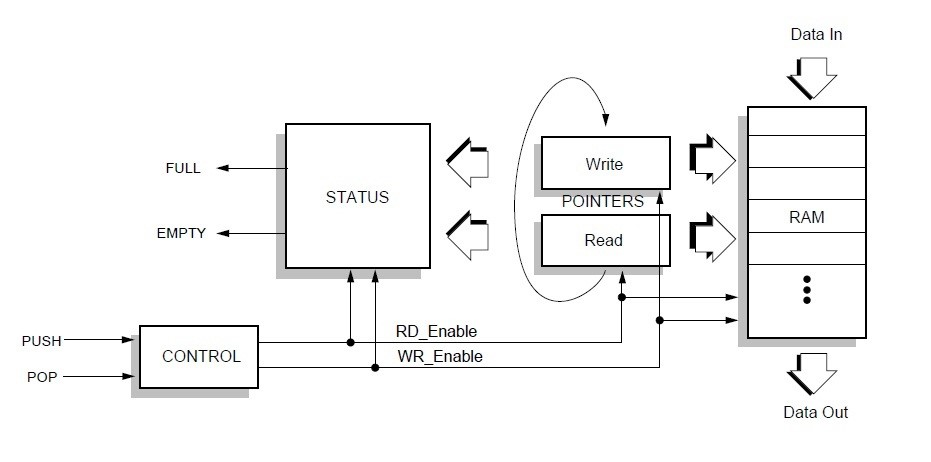 Data In
FULL
STATUS
Write
POINTERS
EMPTY
Read
RAM
PUSH
CONTROL
RD_Enable
POP
WR_Enable
Data Out